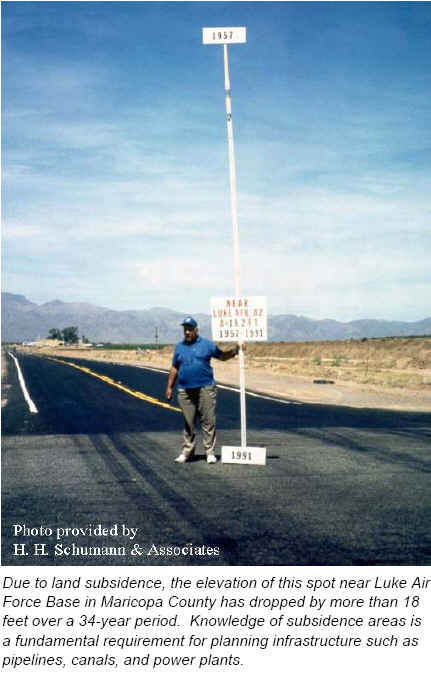 1957
NEAR
LUKE AFB, AZ
1957-1991
1991
Photo provided by
H. H. Schumann & Associates
Due to land subsidence, the elevation of this spot near Luke Air
Force Base in Maricopa County has dropped by more than 18
feet over a 34-year period.  Knowledge of subsidence areas is
a fundamental requirement for planning infrastructure such as
pipelines, canals, and power plants.